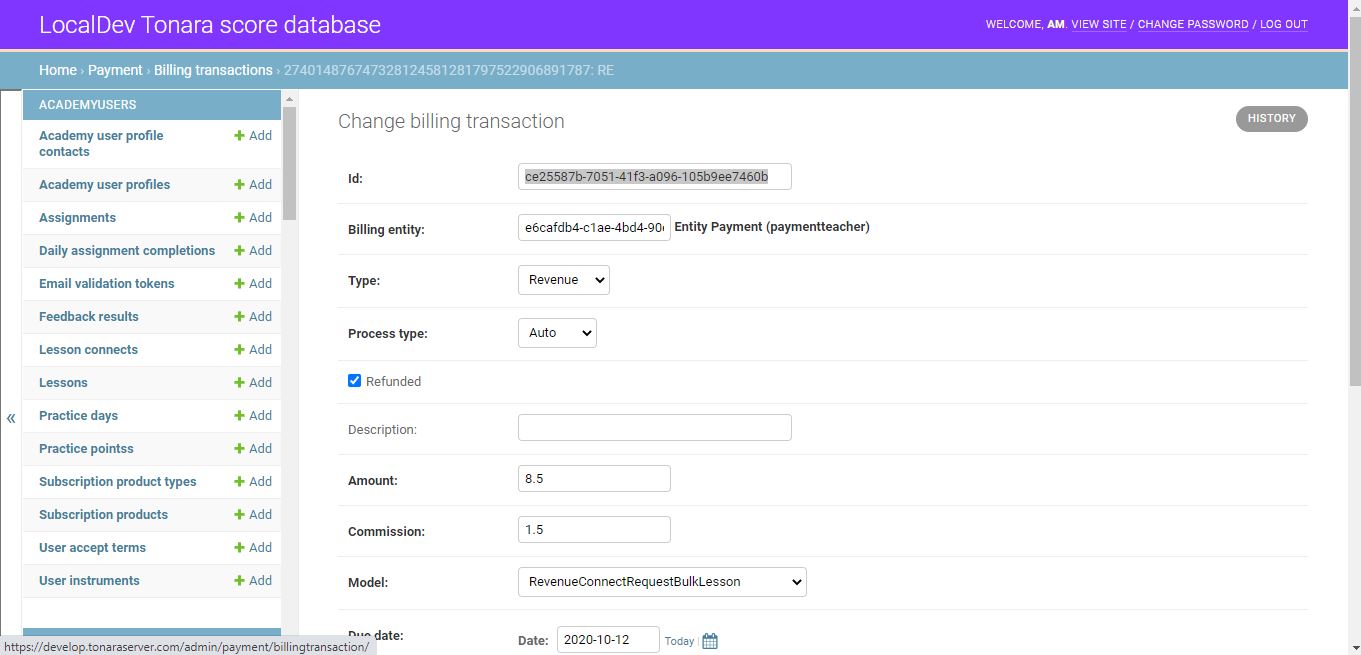 LocalDev Tonara score database
WELCOME, AM. VIEW SITE / CHANGE PASSWORD / LOG OUT
Home › Payment › Billing transactions › 274014876747328124581281797522906891787: RE
ACADEMYUSERS
Academy user profile
contacts
Add
Academy user profiles Add
Assignments Add
Daily assignment completions Add
Email validation tokens Add
Feedback results Add
Lesson connects Add
Lessons Add
Practice days Add
Practice pointss Add
Subscription product types Add
Subscription products Add
User accept terms Add
User instruments Add
«
Change billing transaction
HISTORY
Id: ce25587b-7051-41f3-a096-105b9ee7460b
Billing entity: e6cafdb4-c1ae-4bd4-90 Entity Payment (paymentteacher)
Type: Revenue
Process type: Auto
Refunded
Description:
Amount: 8.5
Commission: 1.5
Model: RevenueConnectRequestBulkLesson
Due date: Date: 2020-10-12 Today |
https://develop.tonaraserver.com/admin/payment/billingtransaction/